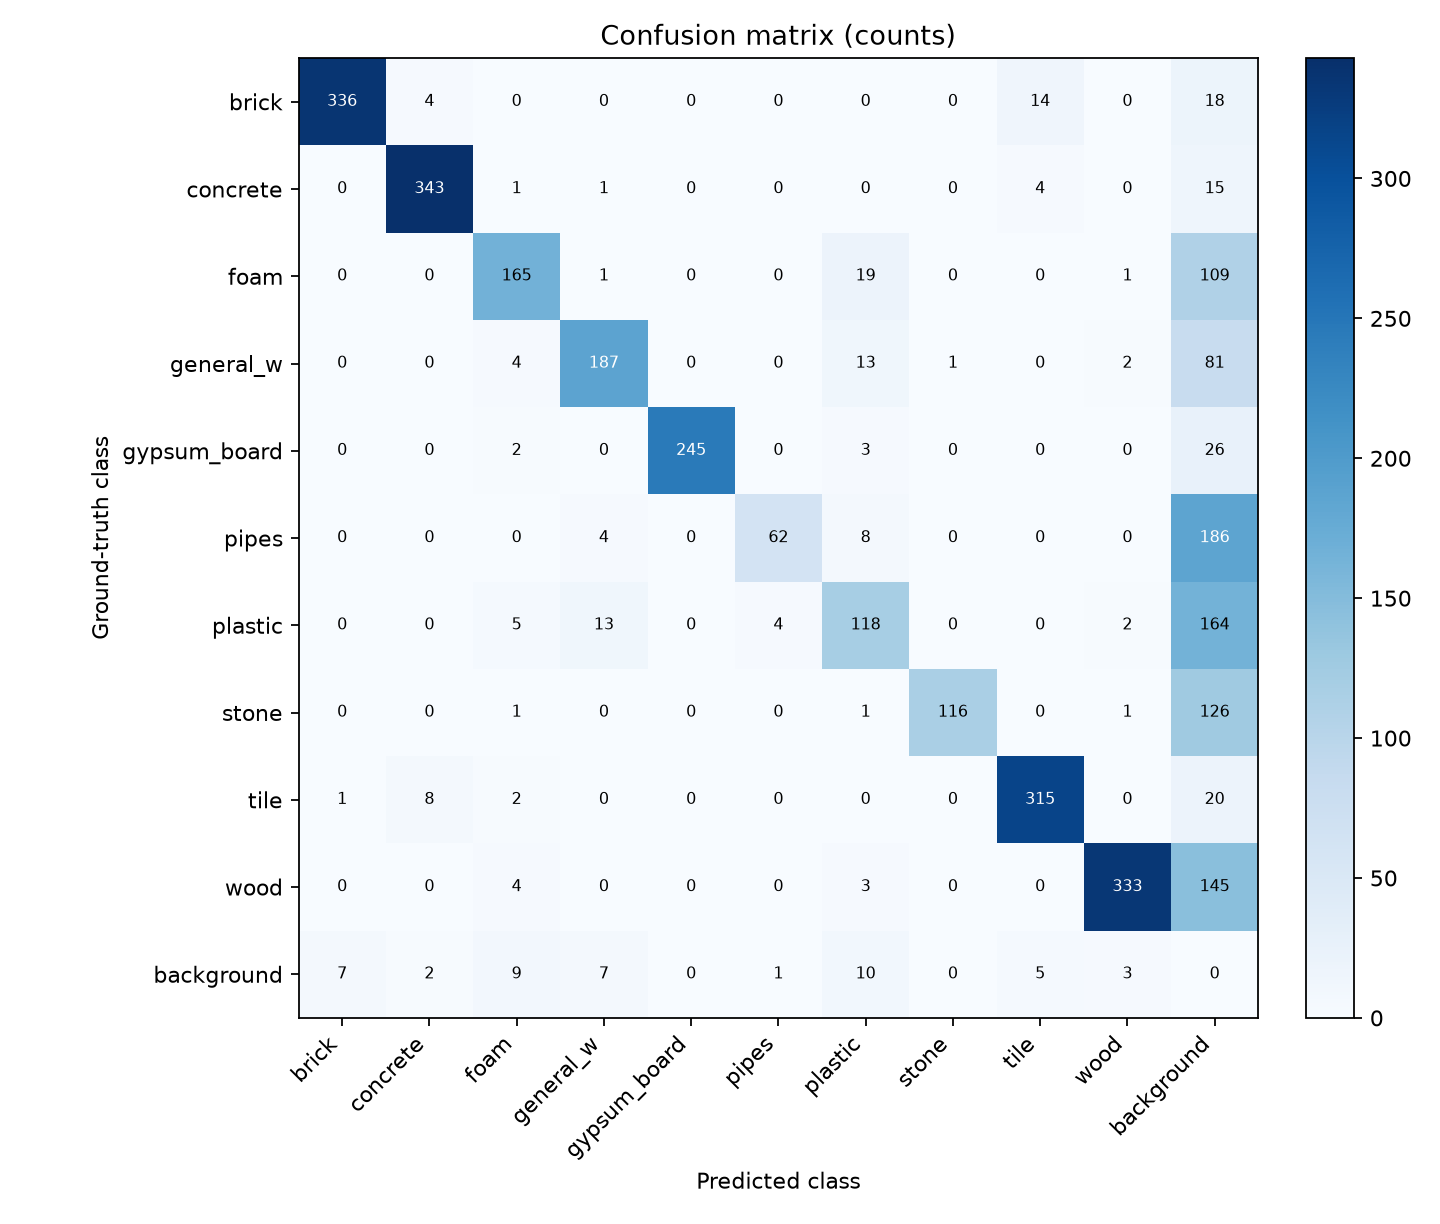 Confusion matrix (counts)
brick 336 4 0 0 0 0 0 0 14 0 18
concrete 0 343 1 1 0 0 0 0 4 0 15
foam 0 0 165 1 0 0 19 0 0 1 109
general_w 0 0 4 187 0 0 13 1 0 2 81
gypsum_board 0 0 2 0 245 0 3 0 0 0 26
pipes 0 0 0 4 0 62 8 0 0 0 186
plastic 0 0 5 13 0 4 118 0 0 2 164
stone 0 0 1 0 0 0 1 116 0 1 126
tile 1 8 2 0 0 0 0 0 315 0 20
wood 0 0 4 0 0 0 3 0 0 333 145
background 7 2 9 7 0 1 10 0 5 3 0
brick concrete foam general_w gypsum_board pipes plastic stone tile wood background
Predicted class
Ground-truth class
300
250
200
150
100
50
0